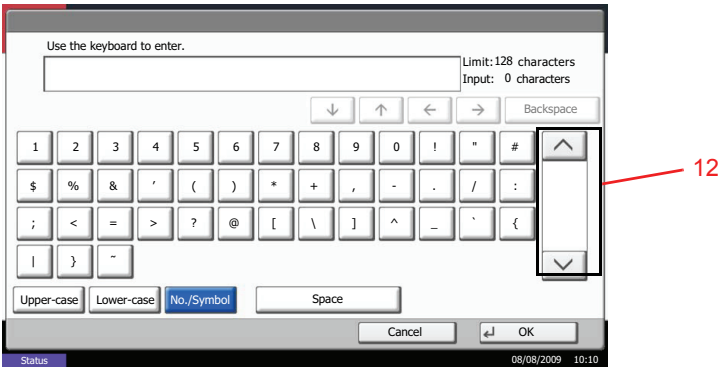 Use the keyboard to enter.
Limit: 128 characters
Input: 0 characters
↓ ↑ ← → Backspace
1 2 3 4 5 6 7 8 9 0 ! " #
$ % & ' ( ) * + , - . / :
; < = > ? @ [ \ ] ^ _ ` {
| } ~
12
Upper-case Lower-case No./Symbol Space
Cancel OK
Status 08/08/2009 10:10